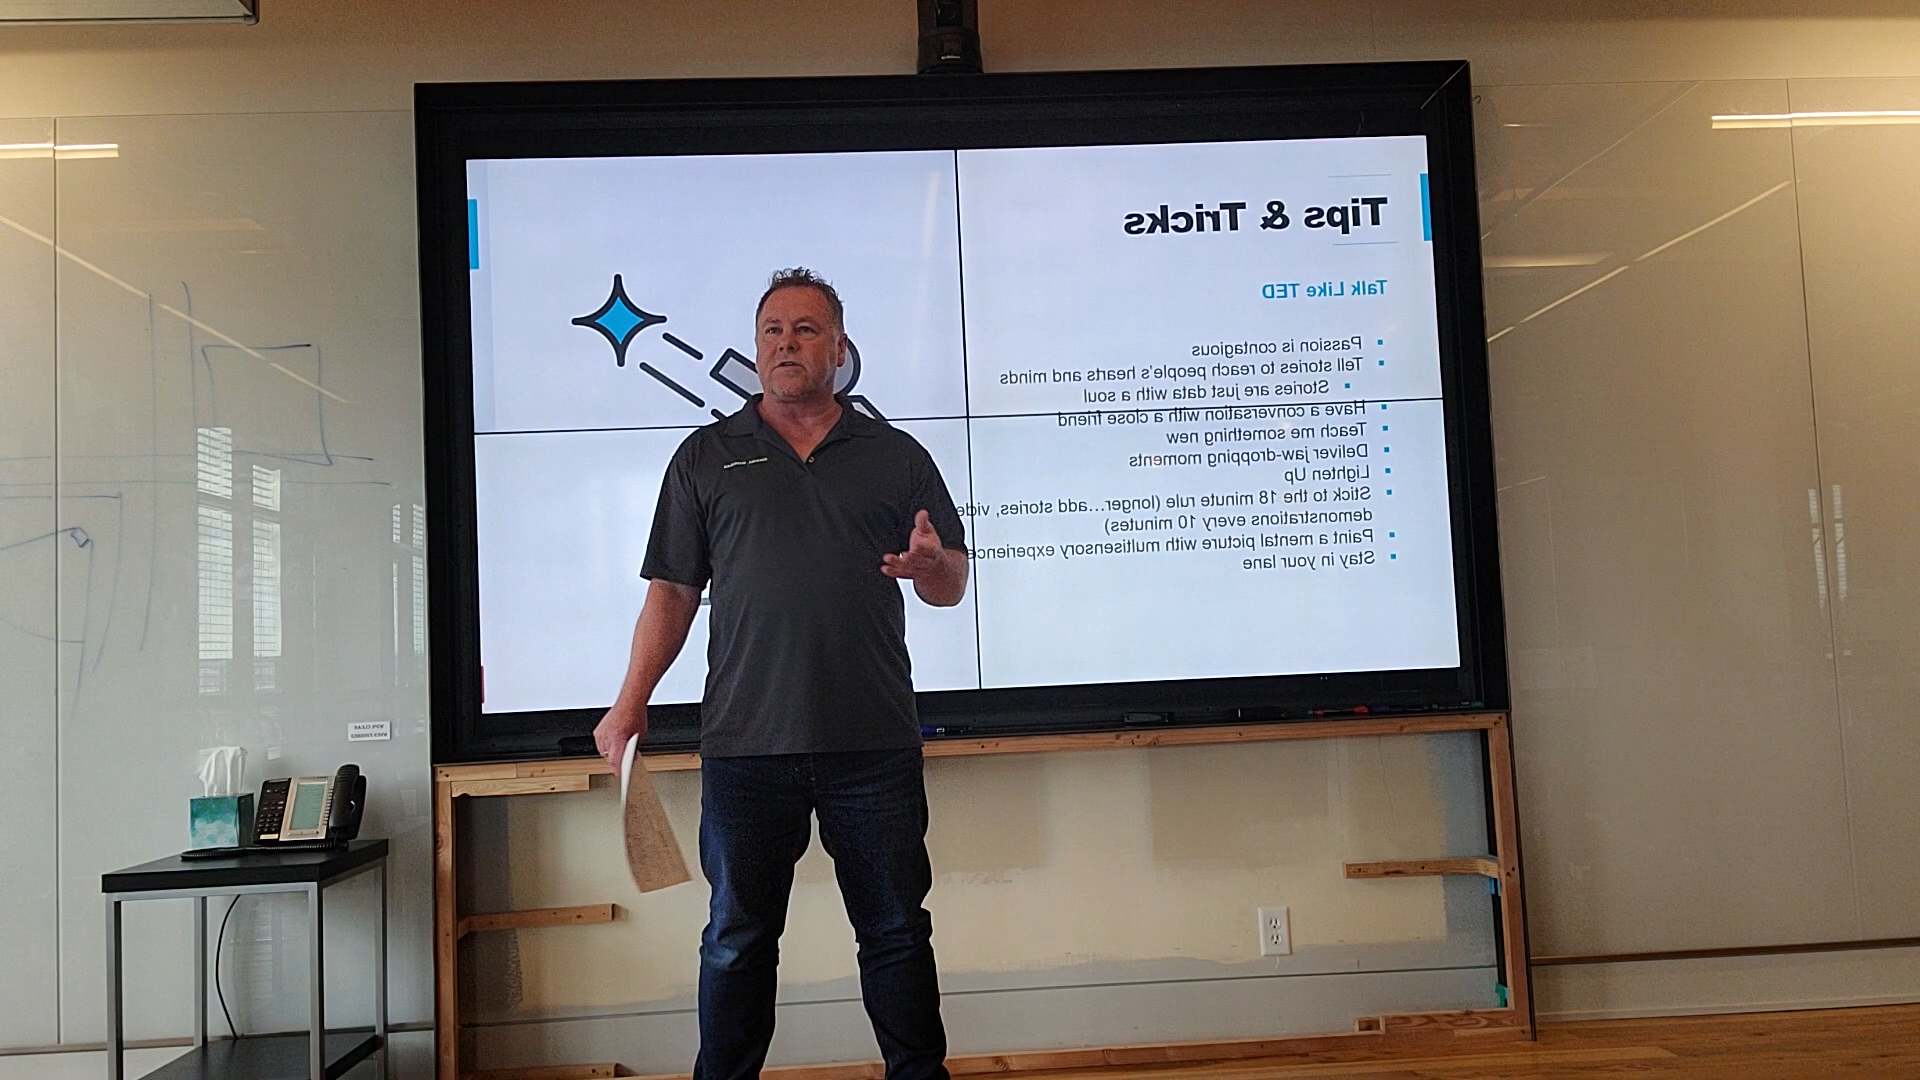 Tips & Tricks
Talk Like TED
Passion is contagious
Tell stories to reach people's hearts and minds
Stories are just data with a soul
Have a conversation with a close friend
Teach me something new
Deliver jaw-dropping moments
Lighten Up
Stick to the 18 minute rule (longer...add stories, vide
demonstrations every 10 minutes)
Paint a mental picture with multisensory experience
Stay in your lane